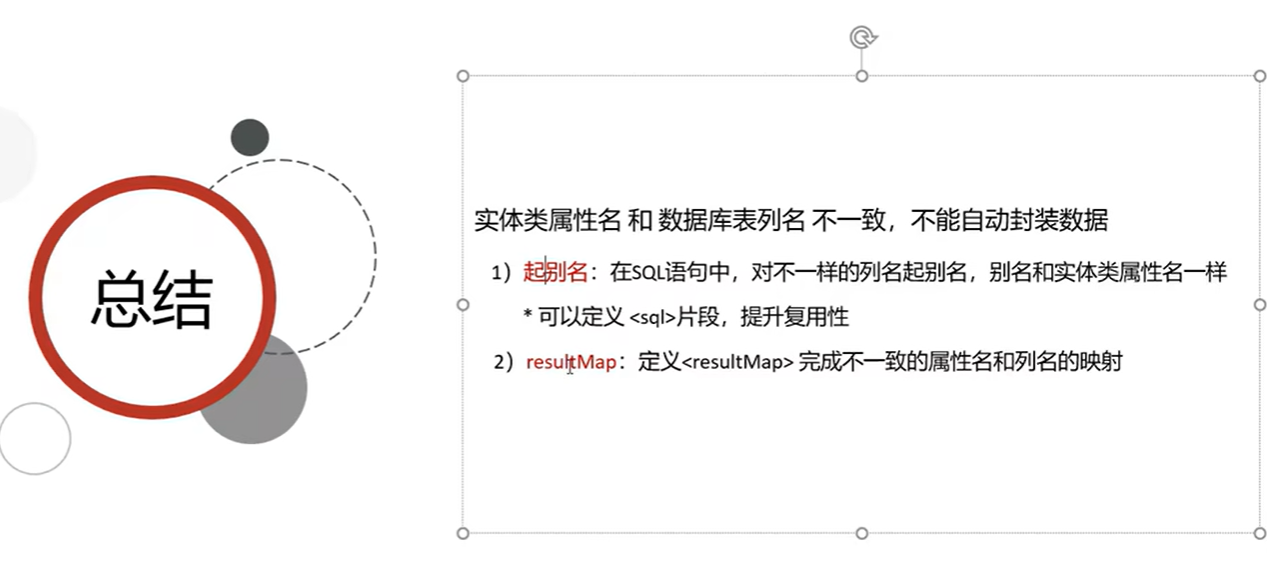 总结
实体类属性名 和 数据库表列名 不一致，不能自动封装数据
1）起别名：在SQL语句中，对不一样的列名起别名，别名和实体类属性名一样
* 可以定义 <sql>片段，提升复用性
2）resultMap：定义<resultMap> 完成不一致的属性名和列名的映射